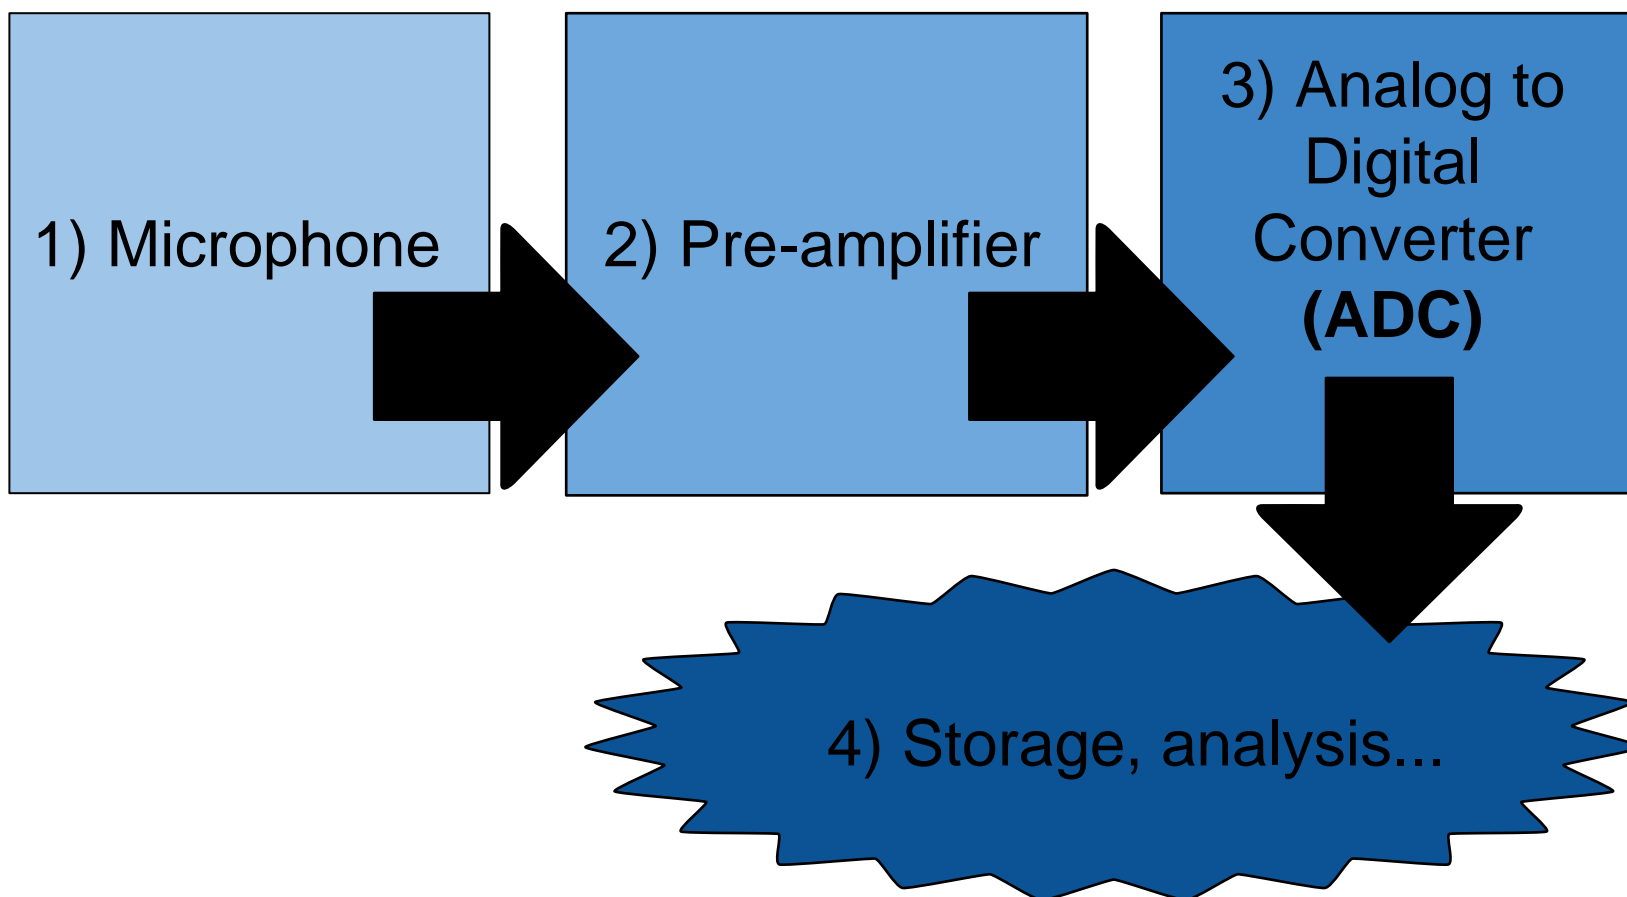 1) Microphone
2) Pre-amplifier
3) Analog to
Digital
Converter
(ADC)
4) Storage, analysis...